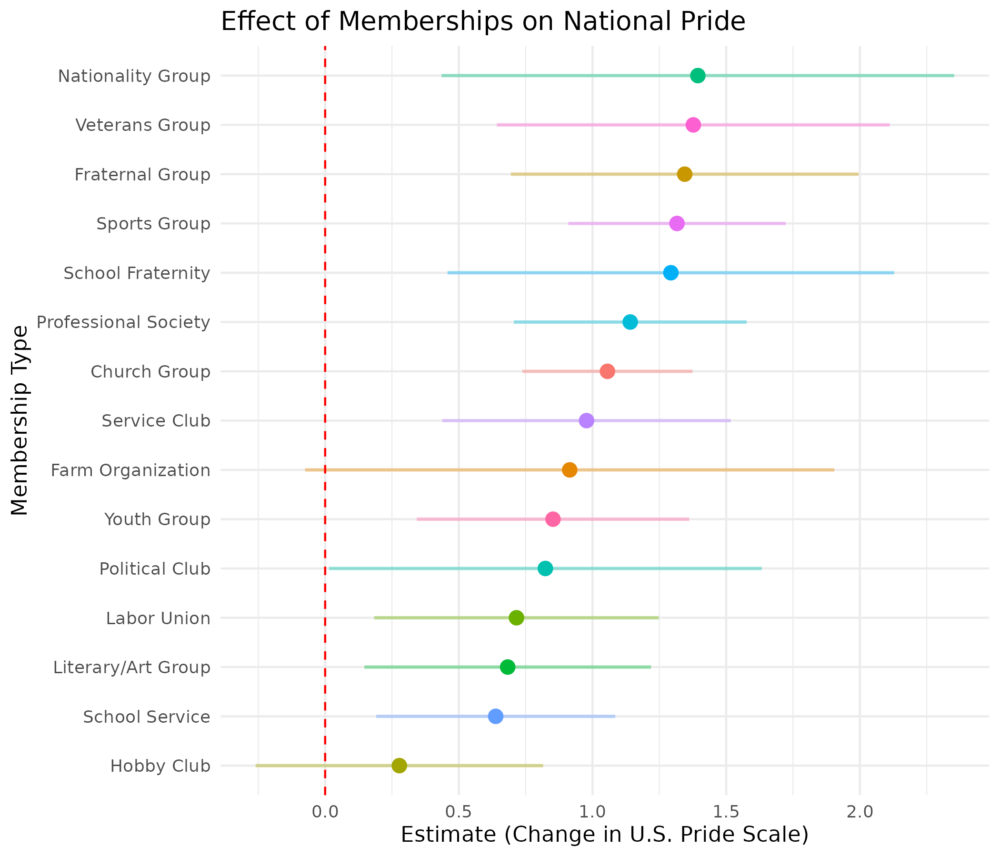 Effect of Memberships on National Pride
Membership Type
Nationality Group
Veterans Group
Fraternal Group
Sports Group
School Fraternity
Professional Society
Church Group
Service Club
Farm Organization
Youth Group
Political Club
Labor Union
Literary/Art Group
School Service
Hobby Club
0.0 0.5 1.0 1.5 2.0
Estimate (Change in U.S. Pride Scale)